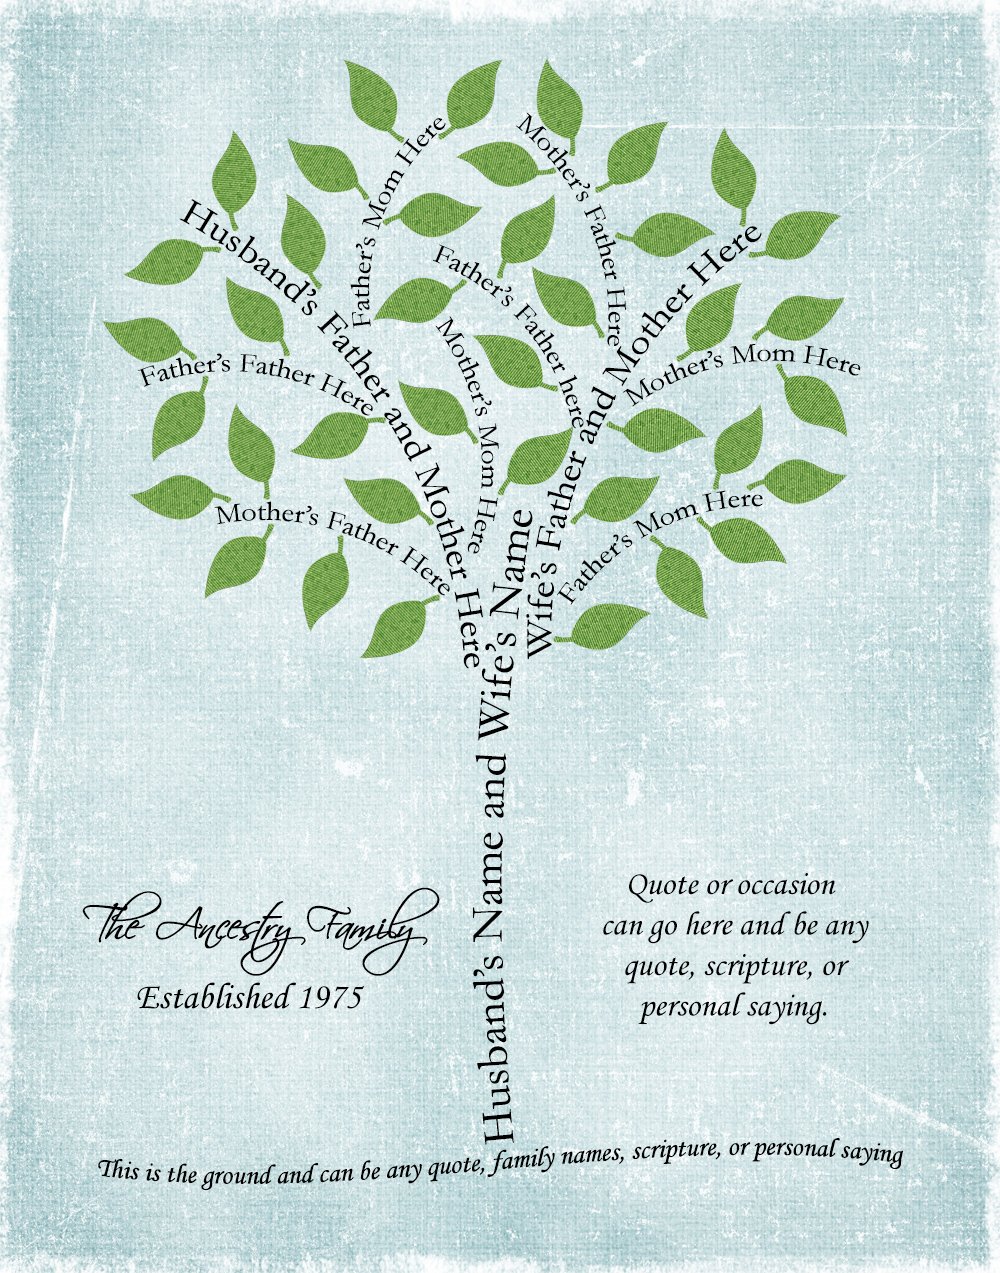 Father's Mom Here
Mother's Father Here
Husband's Father and Mother Here
Father's Father here
Wife's Father and Mother Here
Mother's Mom Here
Mother's Mom Here
Father's Father Here
Mother's Father Here
Father's Mom Here
Husband's Name and Wife's Name
The Ancestry Family
Established 1975
Quote or occasion
can go here and be any
quote, scripture, or
personal saying.
This is the ground and can be any quote, family names, scripture, or personal saying